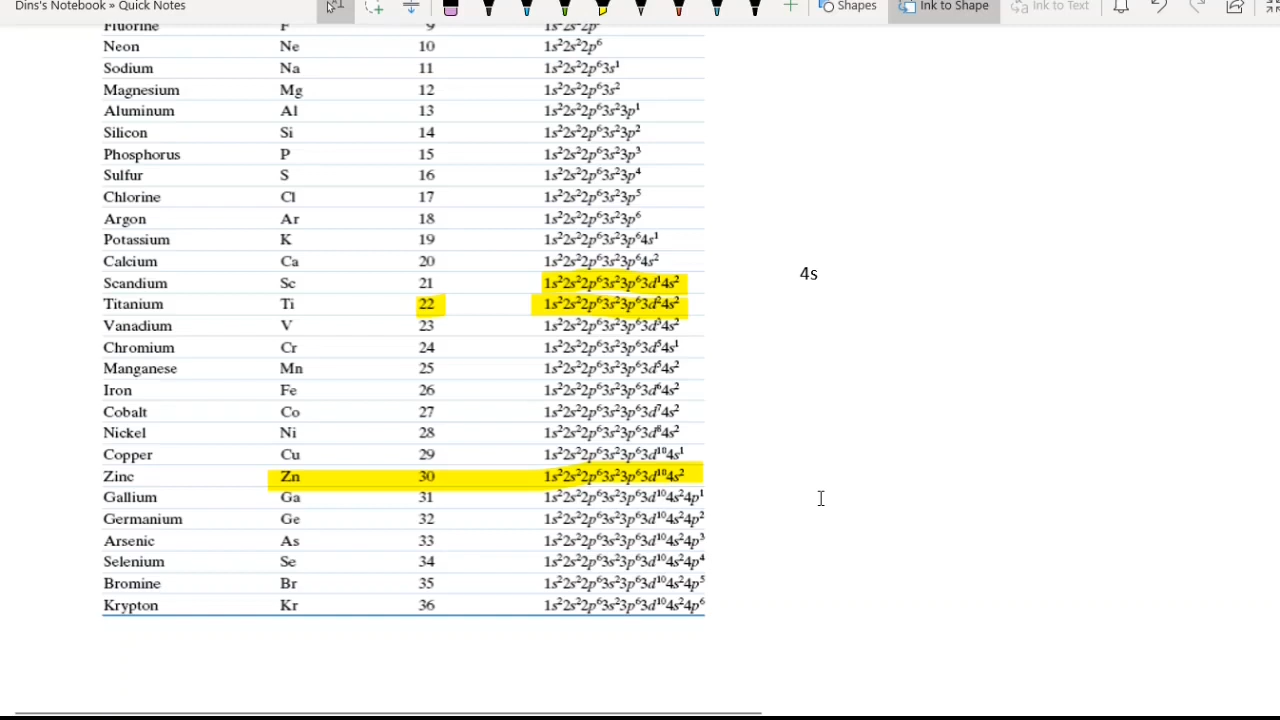 Dins's Notebook » Quick Notes Shapes Ink to Shape Ink to Text
Fluorine F 9 1s²2s²2p⁵
Neon Ne 10 1s²2s²2p⁶
Sodium Na 11 1s²2s²2p⁶3s¹
Magnesium Mg 12 1s²2s²2p⁶3s²
Aluminum Al 13 1s²2s²2p⁶3s²3p¹
Silicon Si 14 1s²2s²2p⁶3s²3p²
Phosphorus P 15 1s²2s²2p⁶3s²3p³
Sulfur S 16 1s²2s²2p⁶3s²3p⁴
Chlorine Cl 17 1s²2s²2p⁶3s²3p⁵
Argon Ar 18 1s²2s²2p⁶3s²3p⁶
Potassium K 19 1s²2s²2p⁶3s²3p⁶4s¹
Calcium Ca 20 1s²2s²2p⁶3s²3p⁶4s²
4s
Scandium Sc 21 1s²2s²2p⁶3s²3p⁶3d¹4s²
Titanium Ti 22 1s²2s²2p⁶3s²3p⁶3d²4s²
Vanadium V 23 1s²2s²2p⁶3s²3p⁶3d³4s²
Chromium Cr 24 1s²2s²2p⁶3s²3p⁶3d⁵4s¹
Manganese Mn 25 1s²2s²2p⁶3s²3p⁶3d⁵4s²
Iron Fe 26 1s²2s²2p⁶3s²3p⁶3d⁶4s²
Cobalt Co 27 1s²2s²2p⁶3s²3p⁶3d⁷4s²
Nickel Ni 28 1s²2s²2p⁶3s²3p⁶3d⁸4s²
Copper Cu 29 1s²2s²2p⁶3s²3p⁶3d¹⁰4s¹
Zinc Zn 30 1s²2s²2p⁶3s²3p⁶3d¹⁰4s²
Gallium Ga 31 1s²2s²2p⁶3s²3p⁶3d¹⁰4s²4p¹
Germanium Ge 32 1s²2s²2p⁶3s²3p⁶3d¹⁰4s²4p²
Arsenic As 33 1s²2s²2p⁶3s²3p⁶3d¹⁰4s²4p³
Selenium Se 34 1s²2s²2p⁶3s²3p⁶3d¹⁰4s²4p⁴
Bromine Br 35 1s²2s²2p⁶3s²3p⁶3d¹⁰4s²4p⁵
Krypton Kr 36 1s²2s²2p⁶3s²3p⁶3d¹⁰4s²4p⁶